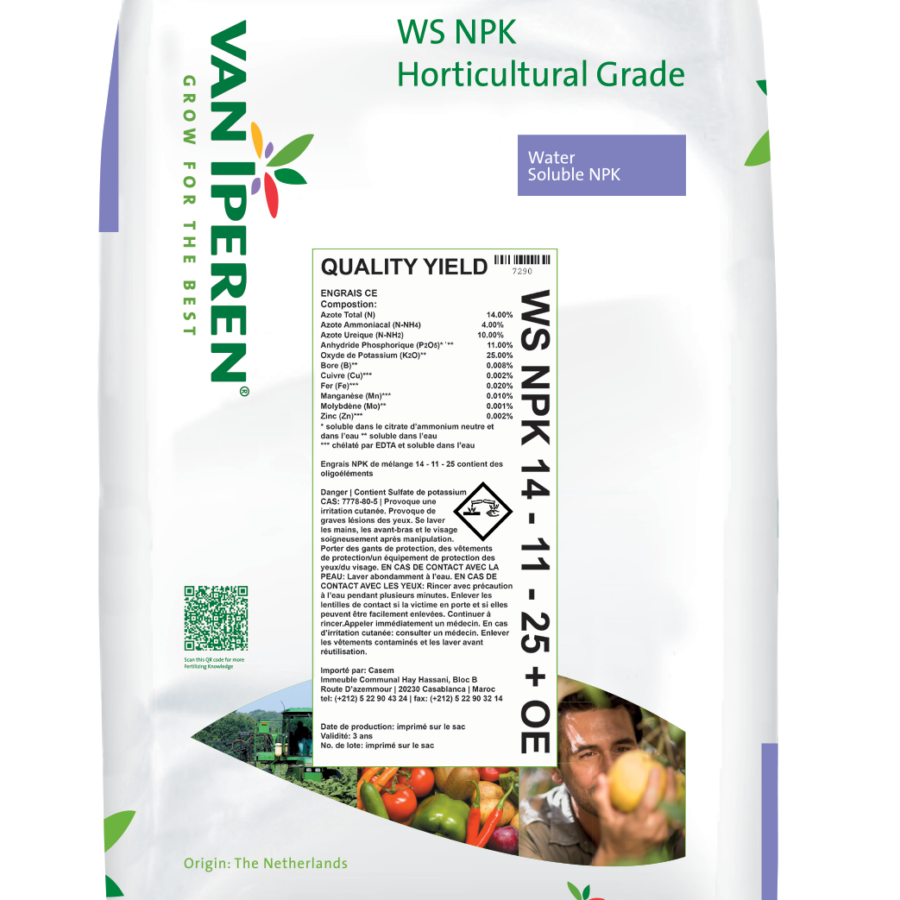 WS NPK
Horticultural Grade
VAN IPEREN®
GROW FOR THE BEST
Water
Soluble NPK
QUALITY YIELD
7290
WS NPK 14 - 11 - 25 + OE
ENGRAIS CE
Compostion:
Azote Total (N) 14.00%
Azote Ammoniacal (N-NH4) 4.00%
Azote Ureique (N-NH2) 10.00%
Anhydride Phosphorique (P2O5)* `** 11.00%
Oxyde de Potassium (K2O)** 25.00%
Bore (B)** 0.008%
Cuivre (Cu)*** 0.002%
Fer (Fe)*** 0.020%
Manganèse (Mn)*** 0.010%
Molybdène (Mo)** 0.001%
Zinc (Zn)*** 0.002%
* soluble dans le citrate d'ammonium neutre et
dans l'eau ** soluble dans l'eau
*** chélaté par EDTA et soluble dans l'eau
Engrais NPK de mélange 14 - 11 - 25 contient des
oligoéléments
Danger | Contient Sulfate de potassium
CAS: 7778-80-5 | Provoque une
irritation cutanée. Provoque de
graves lésions des yeux. Se laver
les mains, les avant-bras et le visage
soigneusement après manipulation.
Porter des gants de protection, des vêtements
de protection/un équipement de protection des
yeux/du visage. EN CAS DE CONTACT AVEC LA
PEAU: Laver abondamment à l'eau. EN CAS DE
CONTACT AVEC LES YEUX: Rincer avec précaution
à l'eau pendant plusieurs minutes. Enlever les
lentilles de contact si la victime en porte et si elles
peuvent être facilement enlevées. Continuer à
rincer.Appeler immédiatement un médecin. En cas
d'irritation cutanée: consulter un médecin. Enlever
les vêtements contaminés et les laver avant
réutilisation.
Importé par: Casem
Immeuble Communal Hay Hassani, Bloc B
Route D'azemmour | 20230 Casablanca | Maroc
tel: (+212) 5 22 90 43 24 | fax: (+212) 5 22 90 32 14
Date de production: imprimé sur le sac
Validité: 3 ans
No. de lote: imprimé sur le sac
Scan this QR code for more
Fertilizing Knowledge
Origin: The Netherlands